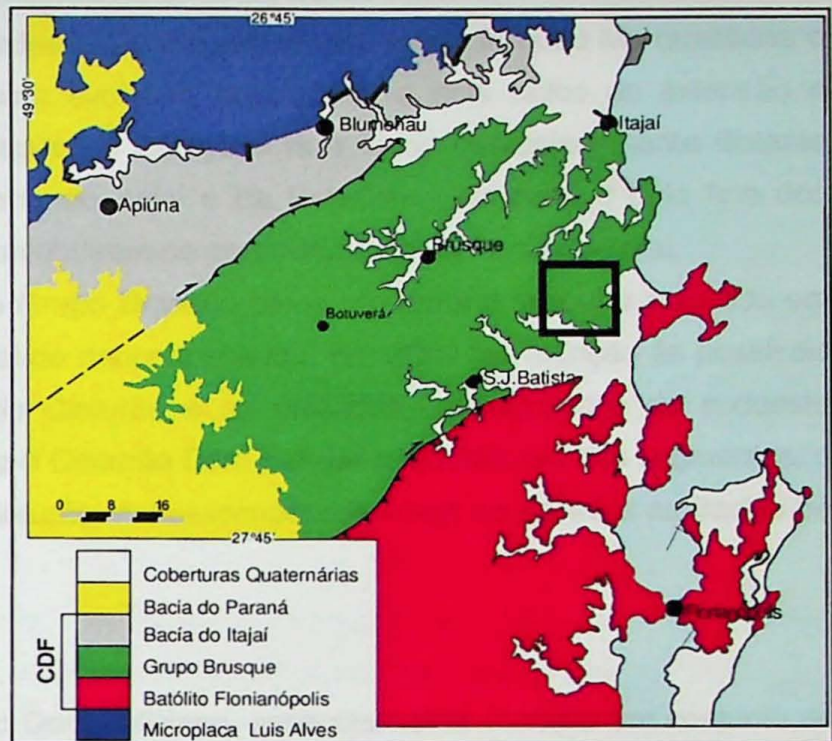 26°45'
49°30'
Blumenau
Itajaí
Apiúna
Brusque
Botuverá
S.J.Batista
0 8 16
27°45'
Coberturas Quaternárias
Bacia do Paraná
Bacía do Itajaí
Grupo Brusque
Batólito Flonianópolis
Microplaca Luis Alves
CDF